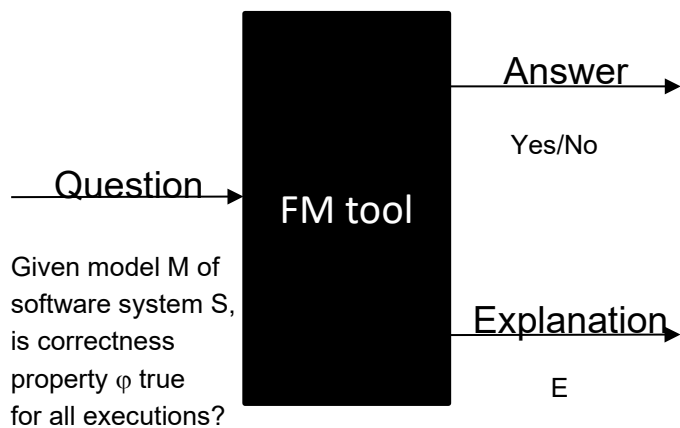 Question
Given model M of
software system S,
is correctness
property φ true
for all executions?
FM tool
Answer
Yes/No
Explanation
E